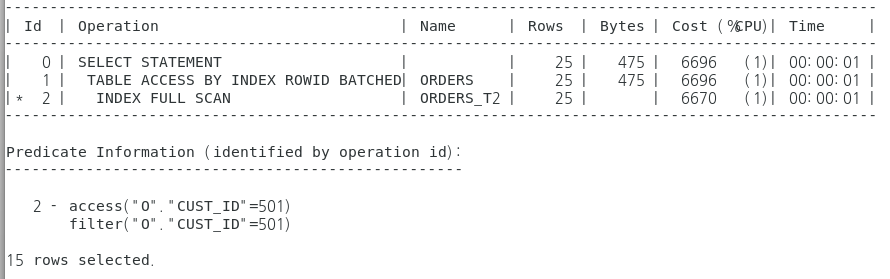 -------------------------------------------------------------------------------------------------
| Id  | Operation                           | Name      | Rows  | Bytes | Cost (%CPU)| Time     |
-------------------------------------------------------------------------------------------------
|   0 | SELECT STATEMENT                    |           |    25 |   475 |  6696   (1)| 00:00:01 |
|   1 |  TABLE ACCESS BY INDEX ROWID BATCHED| ORDERS    |    25 |   475 |  6696   (1)| 00:00:01 |
|*  2 |   INDEX FULL SCAN                   | ORDERS_T2 |    25 |       |  6670   (1)| 00:00:01 |
-------------------------------------------------------------------------------------------------
Predicate Information (identified by operation id):
---------------------------------------------------
2 - access("O"."CUST_ID"=501)
filter("O"."CUST_ID"=501)
15 rows selected.